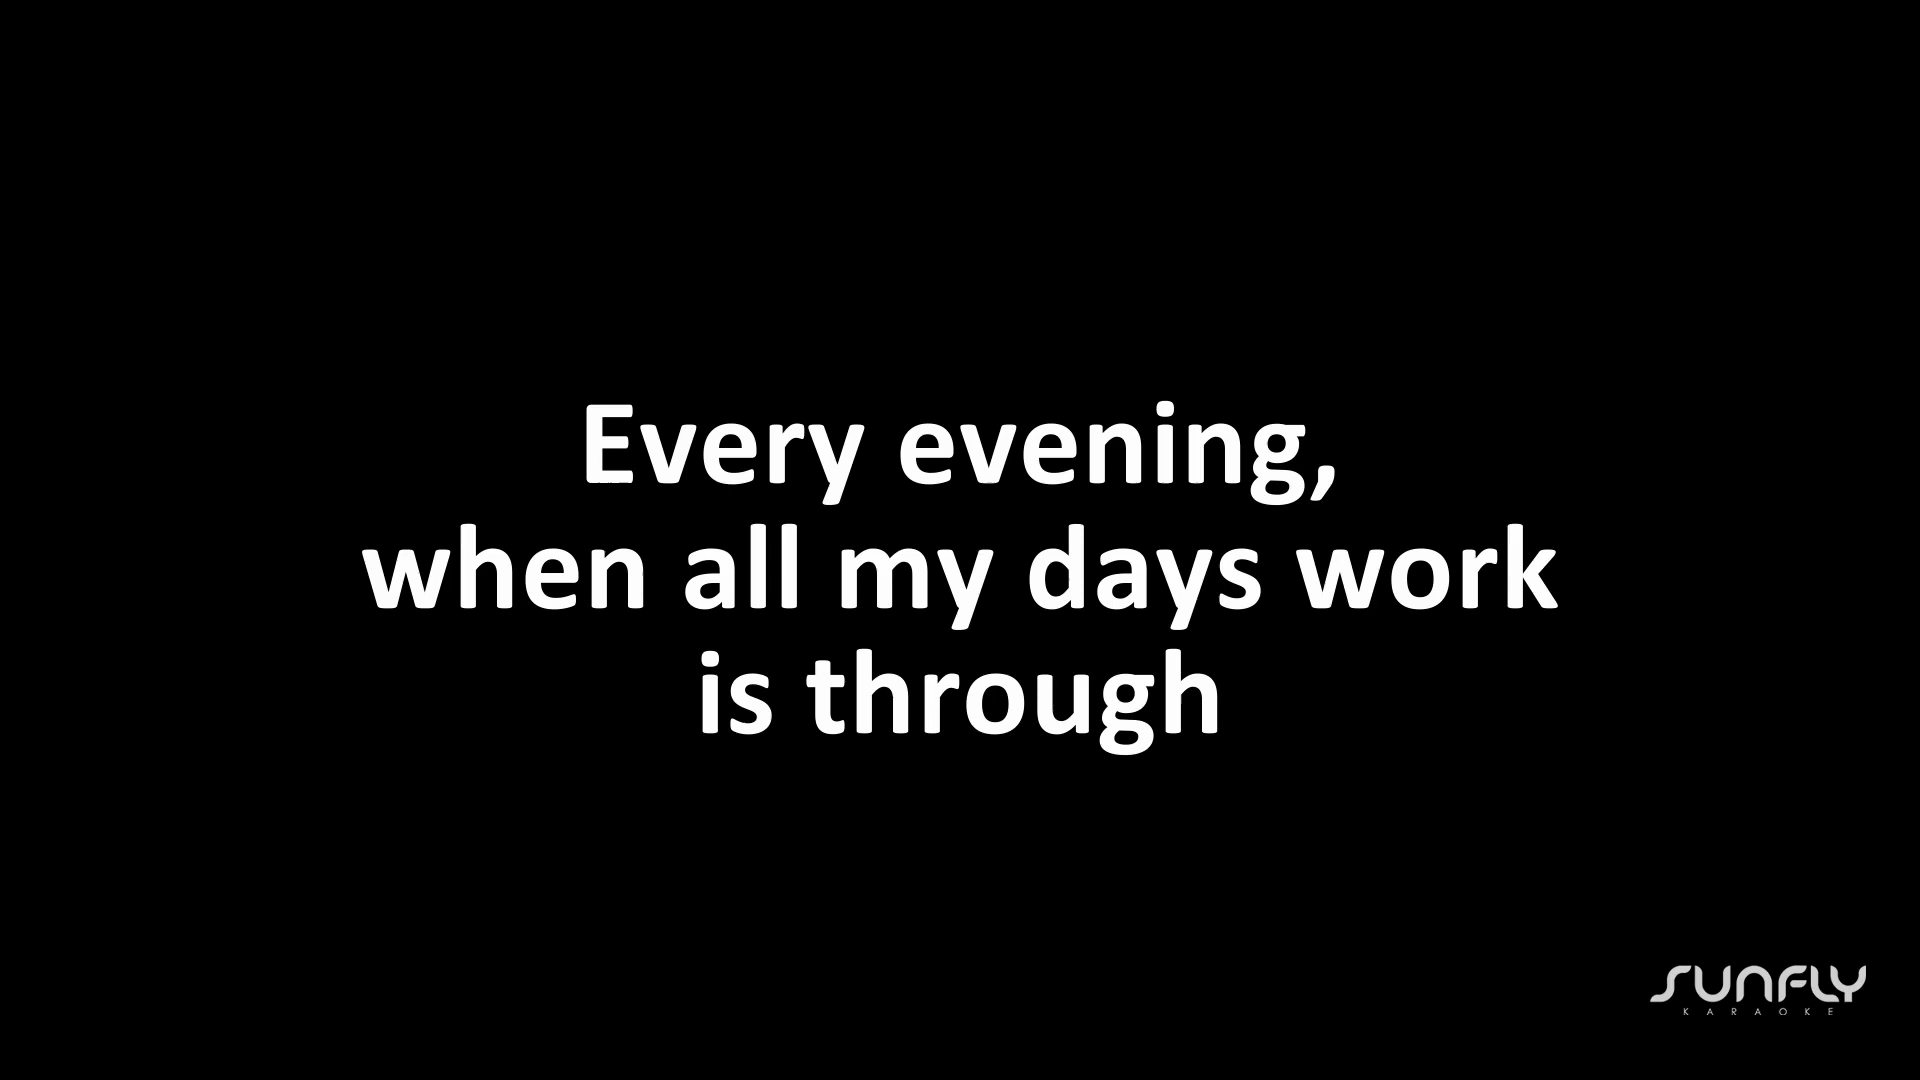 Every evening,
when all my days work
is through
SUNFLY
KARAOKE